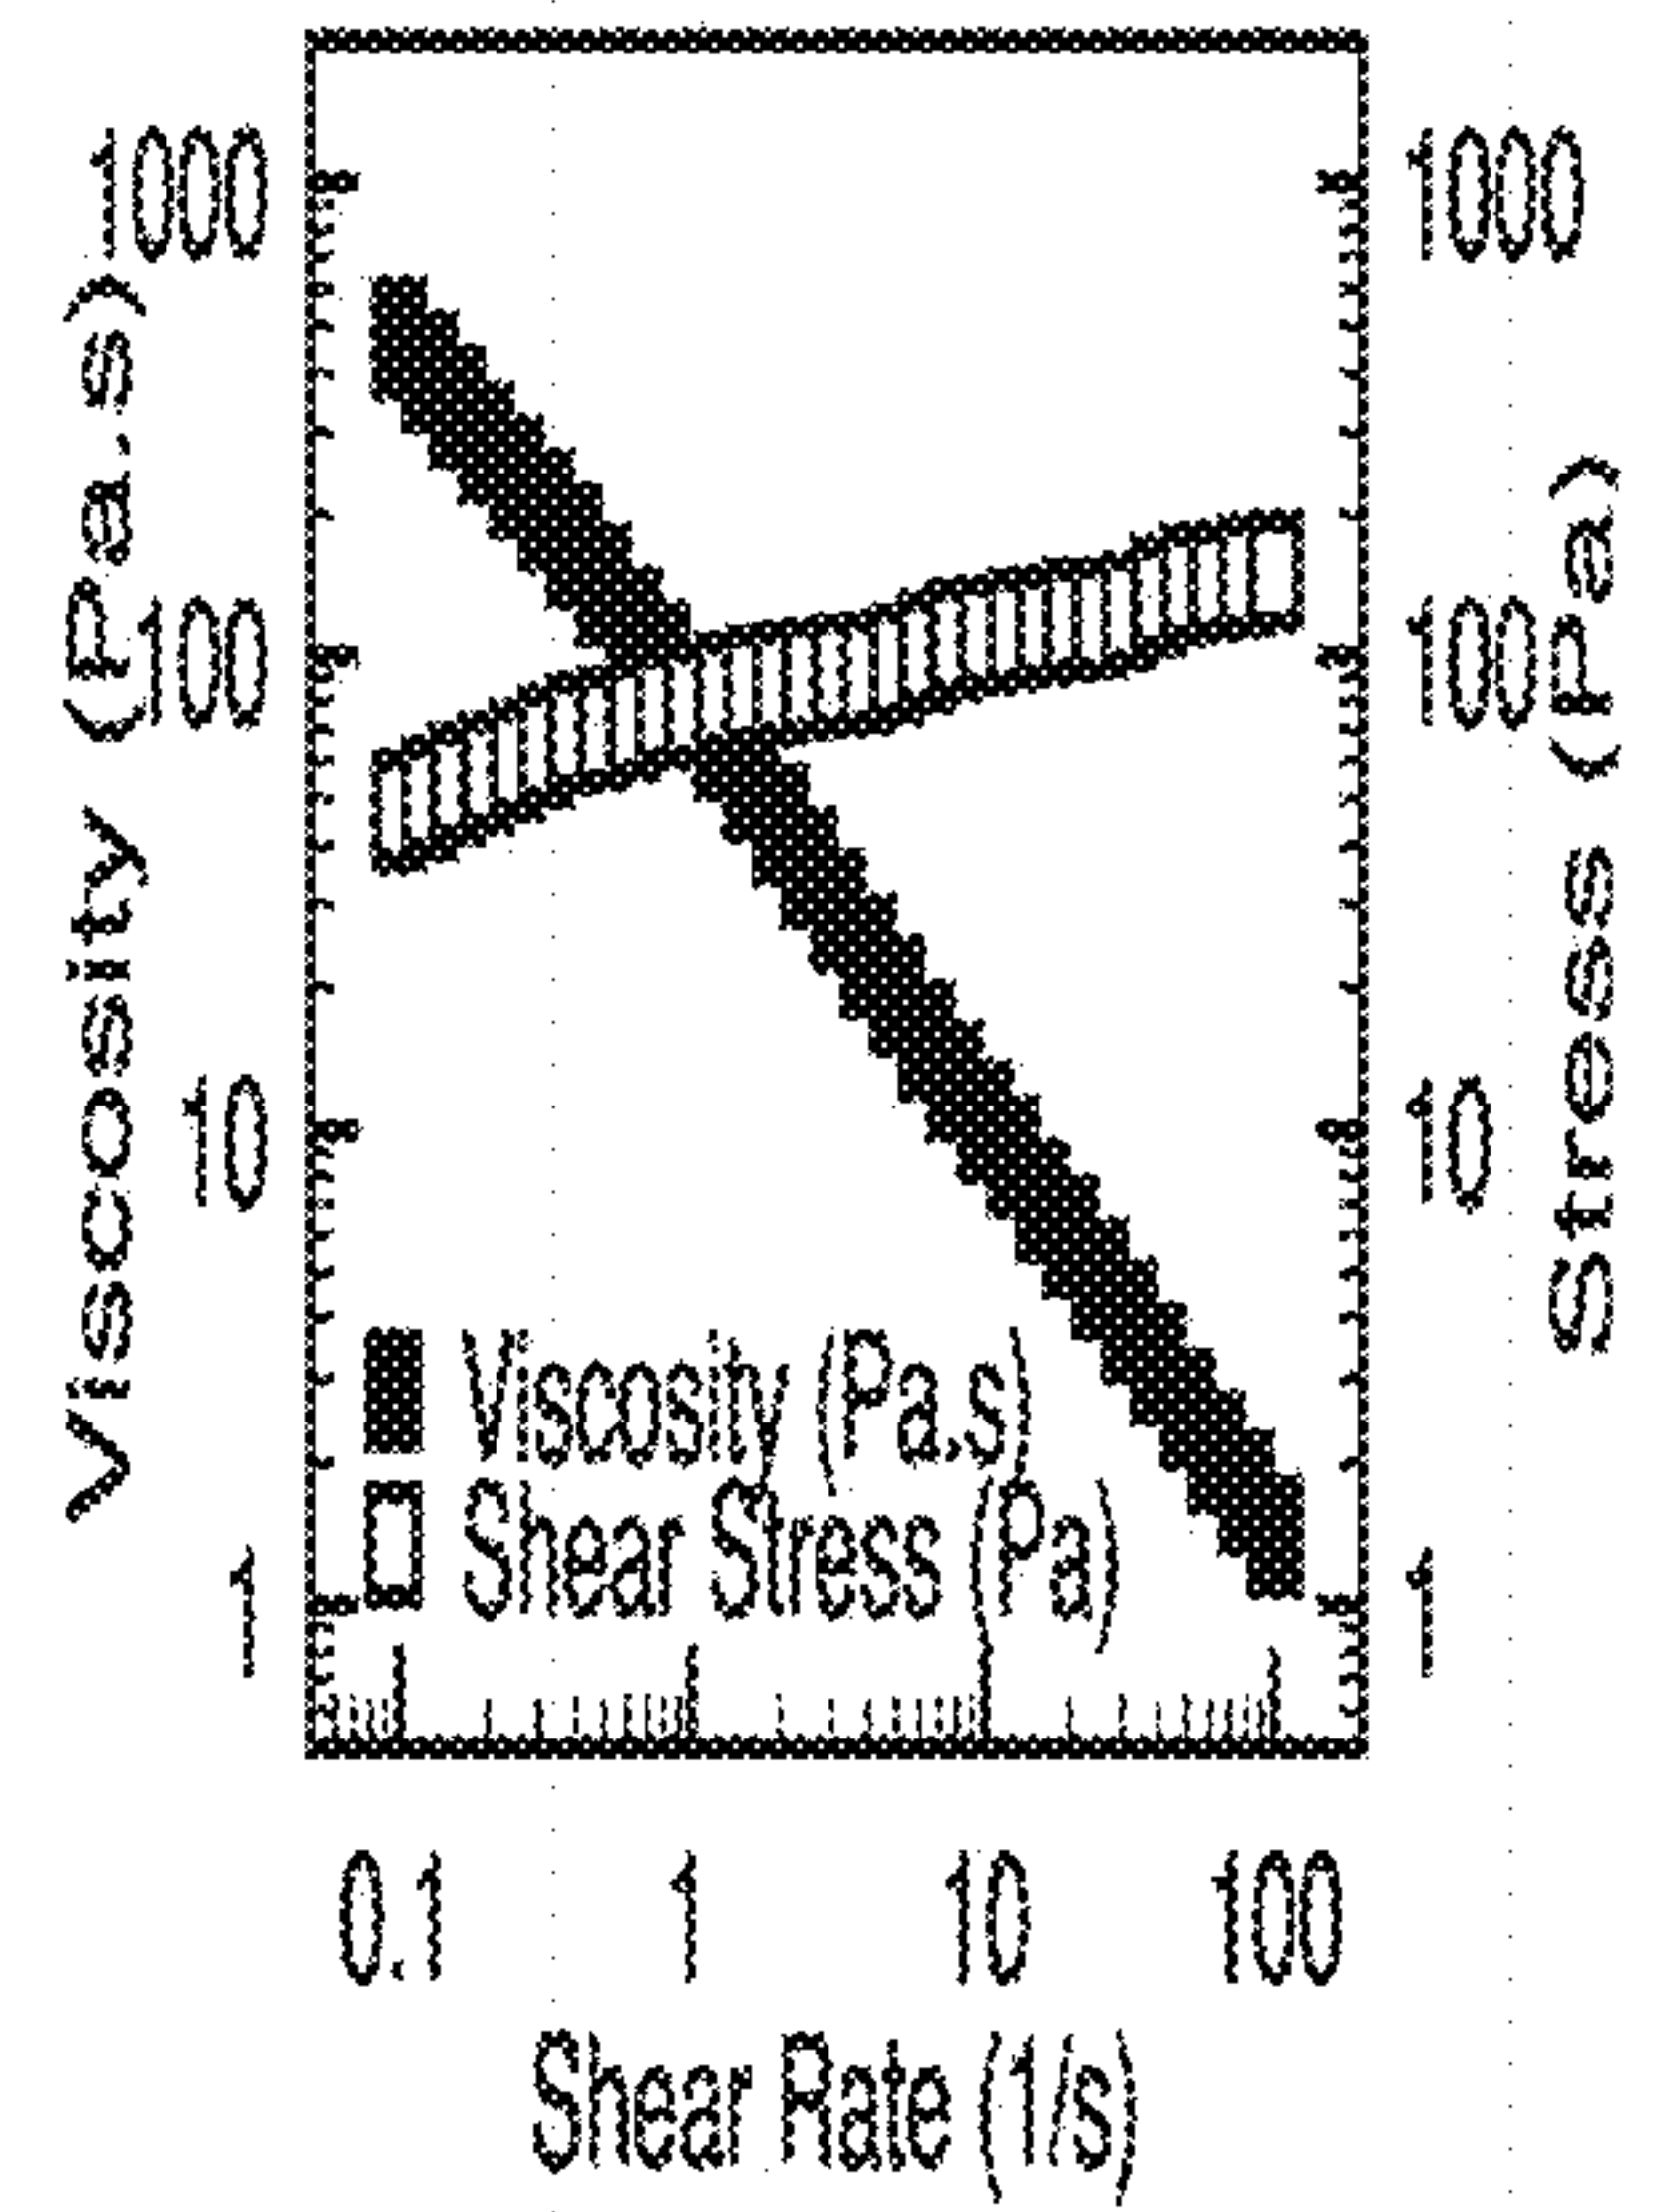 Viscosity (Pa.s)
1000
100
10
1
1000
100
10
1
Stress (Pa)
Viscosity (Pa.s)
Shear Stress (Pa)
0.1 1 10 100
Shear Rate (1/s)